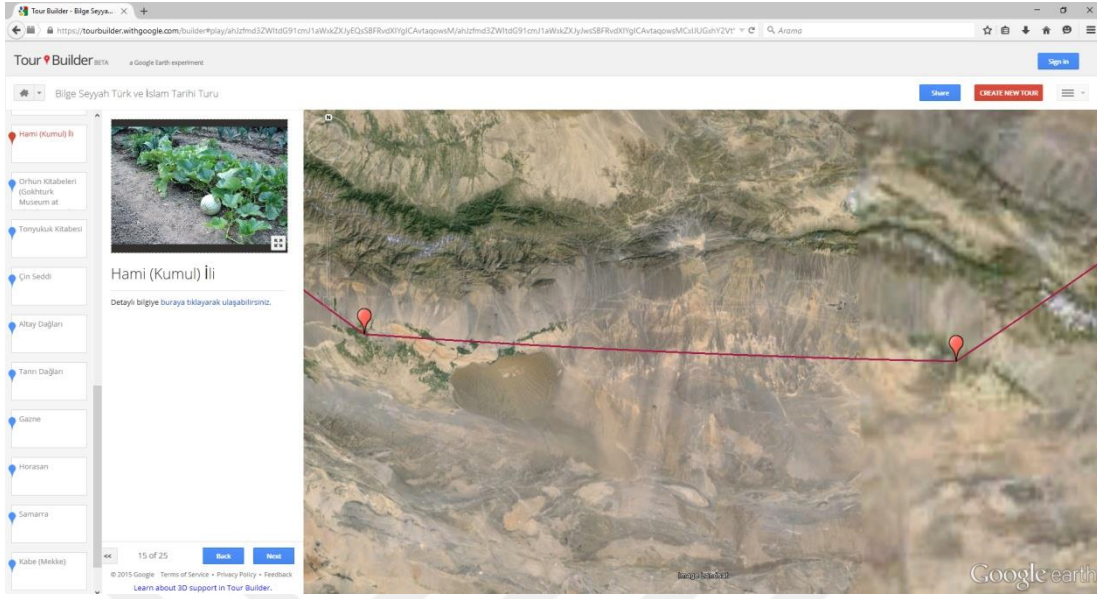 Tour Builder - Bilge Seyya...
https://tourbuilder.withgoogle.com/builder#play/
Arama
Tour Builder BETA a Google Earth experiment
Sign in
Bilge Seyyah Türk ve İslam Tarihi Turu
Share
CREATE NEW TOUR
Hami (Kumul) İli
Orhun Kitabeleri
(Gokhturk
Museum at
Tonyukuk Kitabesi
Çin Seddi
Altay Dağları
Tanrı Dağları
Gazne
Horasan
Samarra
Kabe (Mekke)
Hami (Kumul) İli
Detaylı bilgiye buraya tıklayarak ulaşabilirsiniz.
<< 15 of 25 Back Next
© 2015 Google Terms of Service • Privacy Policy • Feedback
Learn about 3D support in Tour Builder.
N
Image Landsat
Google earth